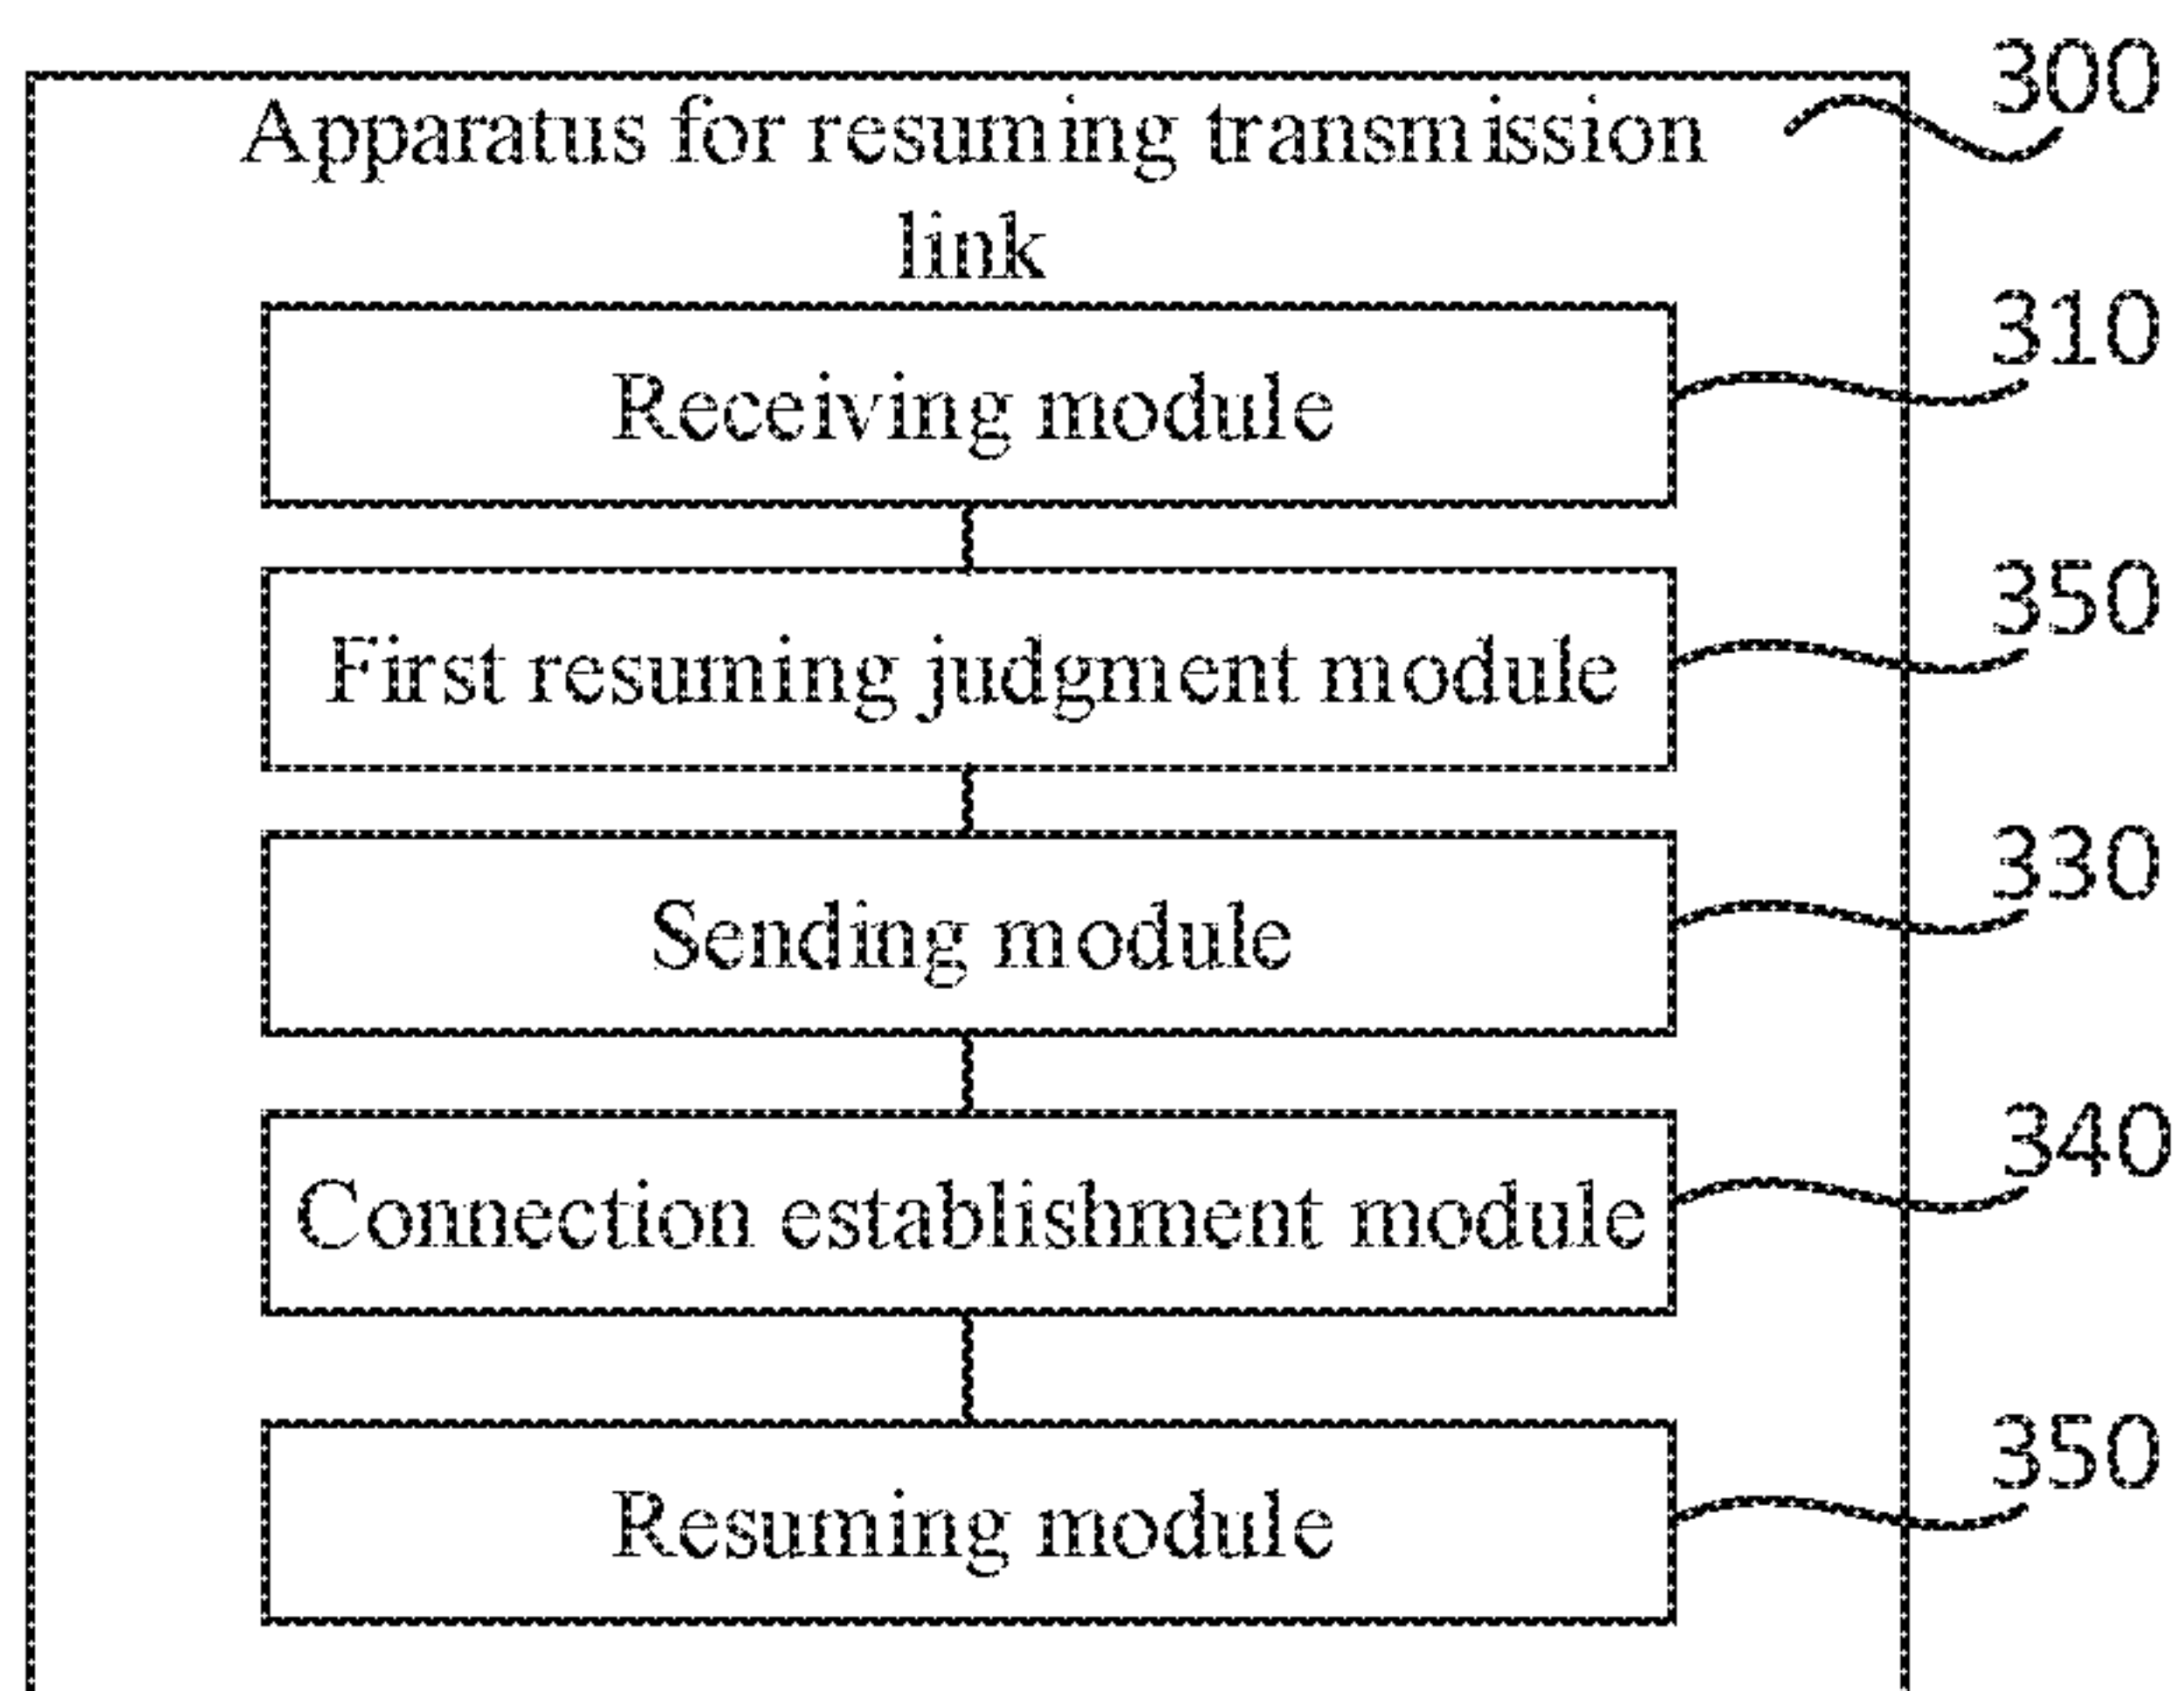 300
Apparatus for resuming transmission
link
310
Receiving module
350
First resuming judgment module
330
Sending module
340
Connection establishment module
350
Resuming module